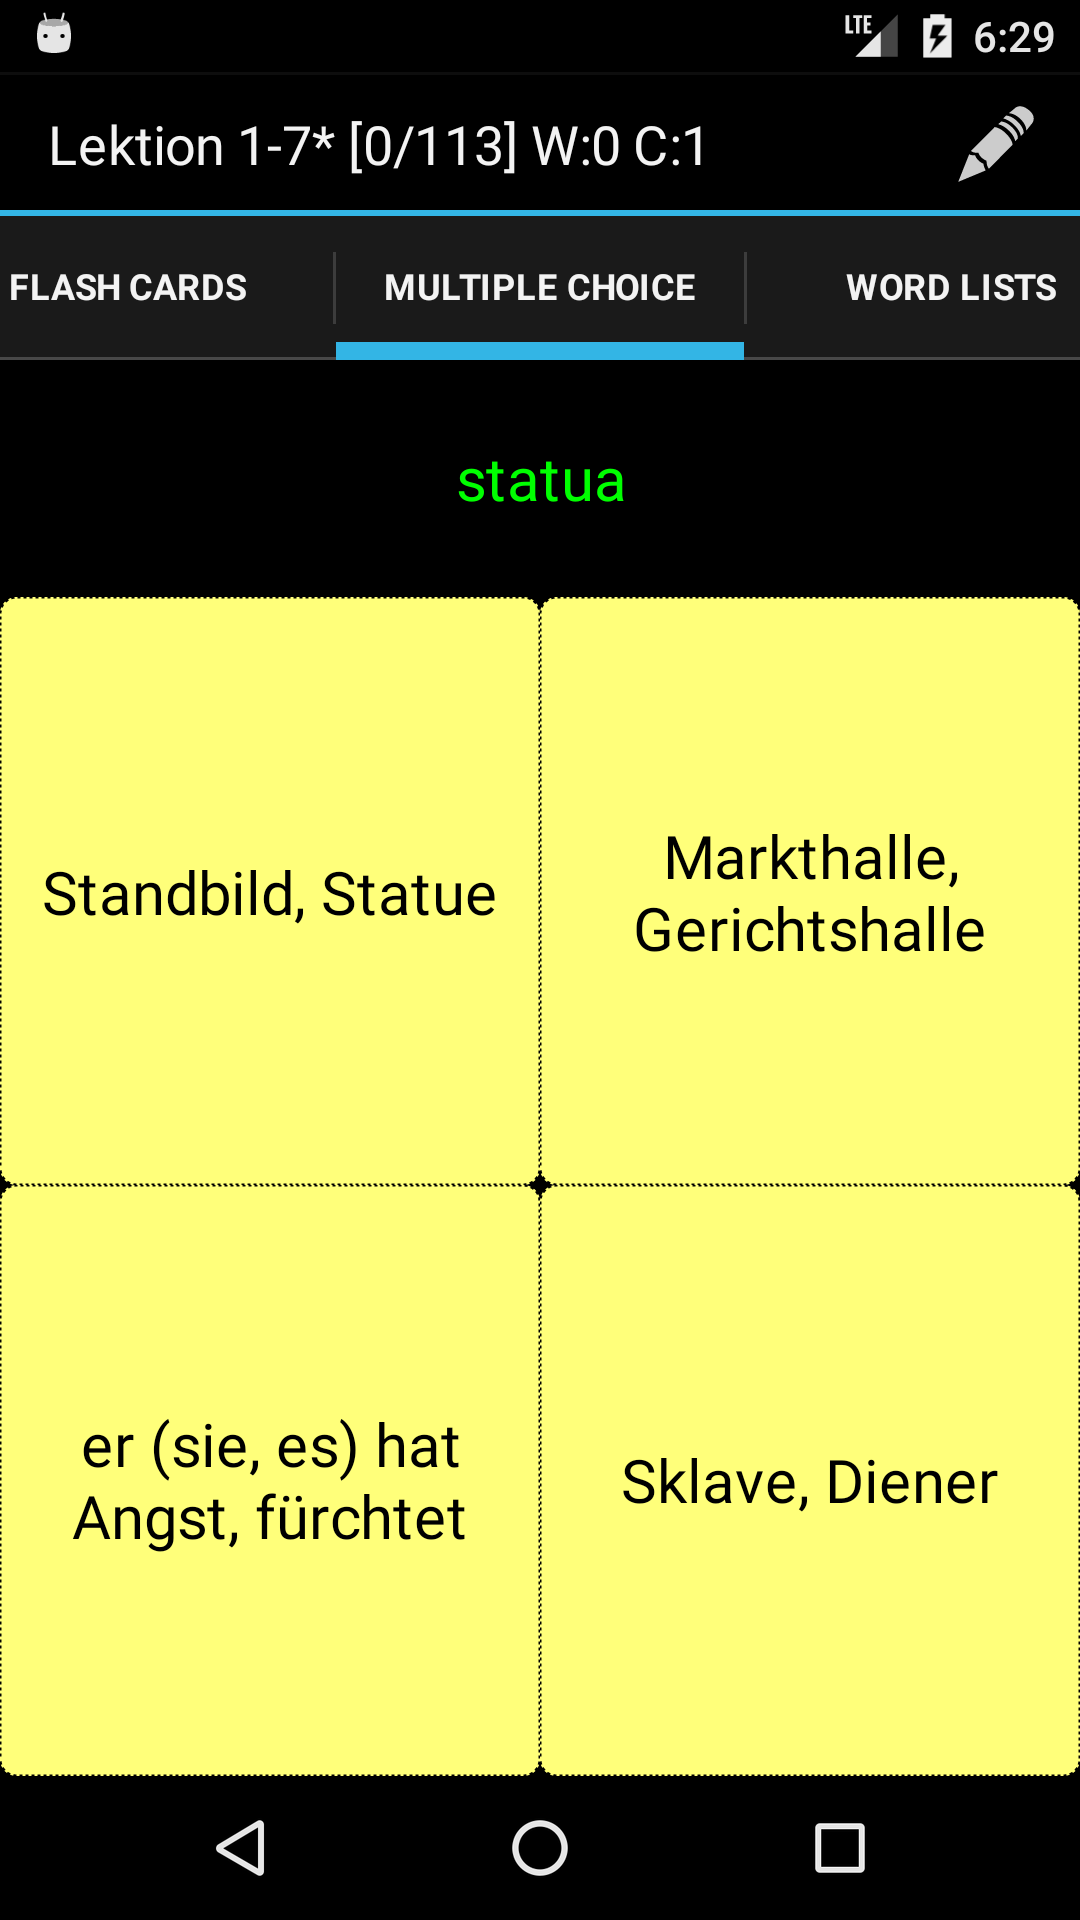 LTE 6:29
Lektion 1-7* [0/113] W:0 C:1
FLASH CARDS MULTIPLE CHOICE WORD LISTS
statua
Standbild, Statue
Markthalle,
Gerichtshalle
er (sie, es) hat
Angst, fürchtet
Sklave, Diener